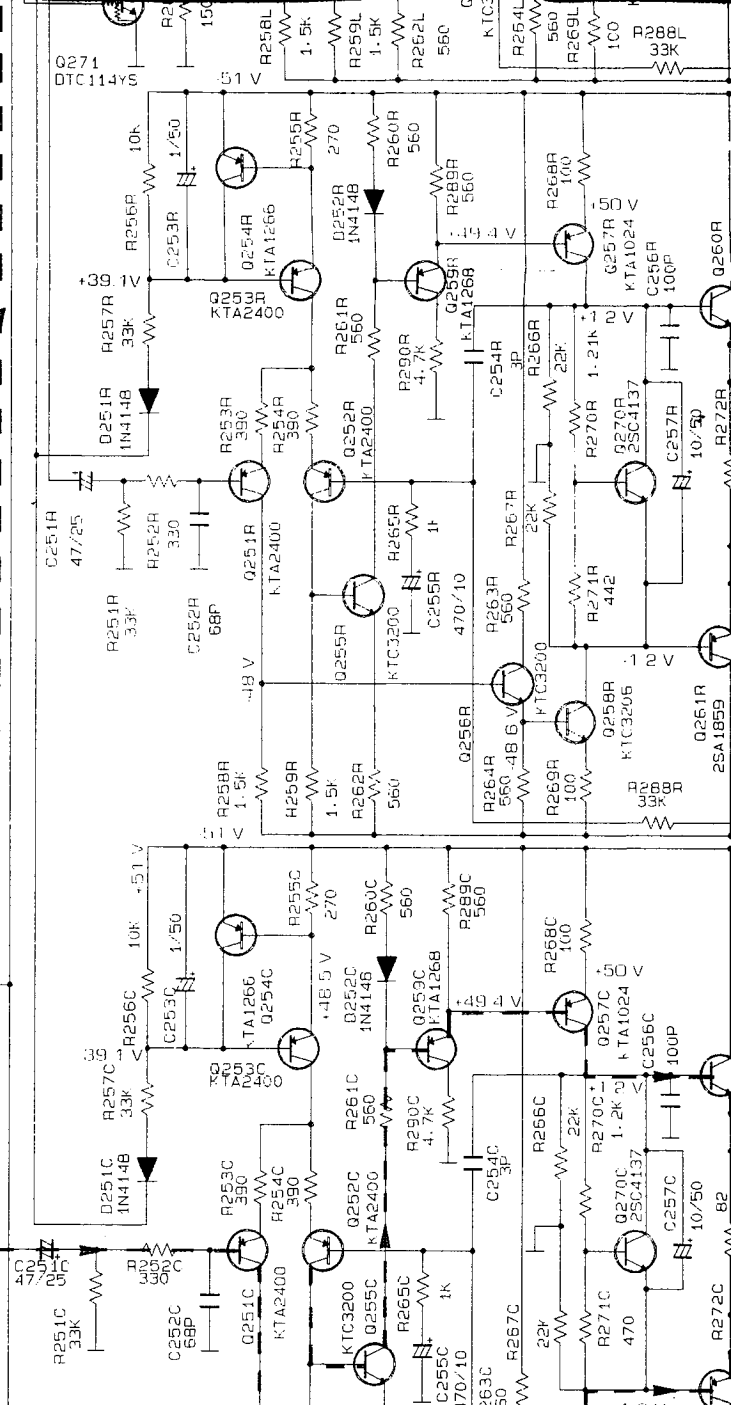 150
R258L
1.5K
R259L
1.5K
R262L
560
R264L
560
R269L
100
R288L
33K
Q271
DTC114YS
-51 V
10K
R256R
1/50
C253R
Q254R
KTA1266
R255R
270
R260R
560
D252R
1N4148
R289R
560
R268R
100
+50 V
+49.4 V
Q257R
KTA1024
C256R
100P
Q260R
+39.1V
R257R
33K
Q253R
KTA2400
Q259R
KTA1268
R261R
560
R290R
4.7K
C254R
3P
R266R
22K
+1.2 V
1.21K
R270R
D251R
1N4148
R253R
390
R254R
390
Q252R
KTA2400
Q270R
2SC4137
C257R
10/50
R272R
C251R
47/25
R252R
330
R251R
33K
C252R
68P
Q251R
KTA2400
R265R
1K
C255R
470/10
R267R
22K
R271R
442
Q255R
KTC3200
R263R
560
-48 V
Q256R
KTC3200
-48.6 V
Q258R
KTC3206
-1.2 V
Q261R
2SA1859
R258R
1.5K
R259R
1.5K
R262R
560
R264R
560
R269R
100
R288R
33K
-51 V
+51 V
10K
R256C
1/50
C253C
KTA1266
Q254C
R255C
270
+48.5 V
R260C
560
D252C
1N4148
R289C
560
R268C
100
+50 V
+49.4 V
Q259C
KTA1268
Q257C
KTA1024
C256C
100P
39.1 V
R257C
33K
Q253C
KTA2400
R261C
560
R290C
4.7K
C254C
3P
R266C
22K
R270C
1.2K
D251C
1N4148
R253C
390
R254C
390
Q252C
KTA2400
Q270C
2SC4137
C257C
10/50
82
R272C
C251C
47/25
R252C
330
R251C
33K
C252C
68P
Q251C
KTA2400
KTC3200
Q255C
R265C
1K
C255C
470/10
263C
R267C
22K
R271C
470